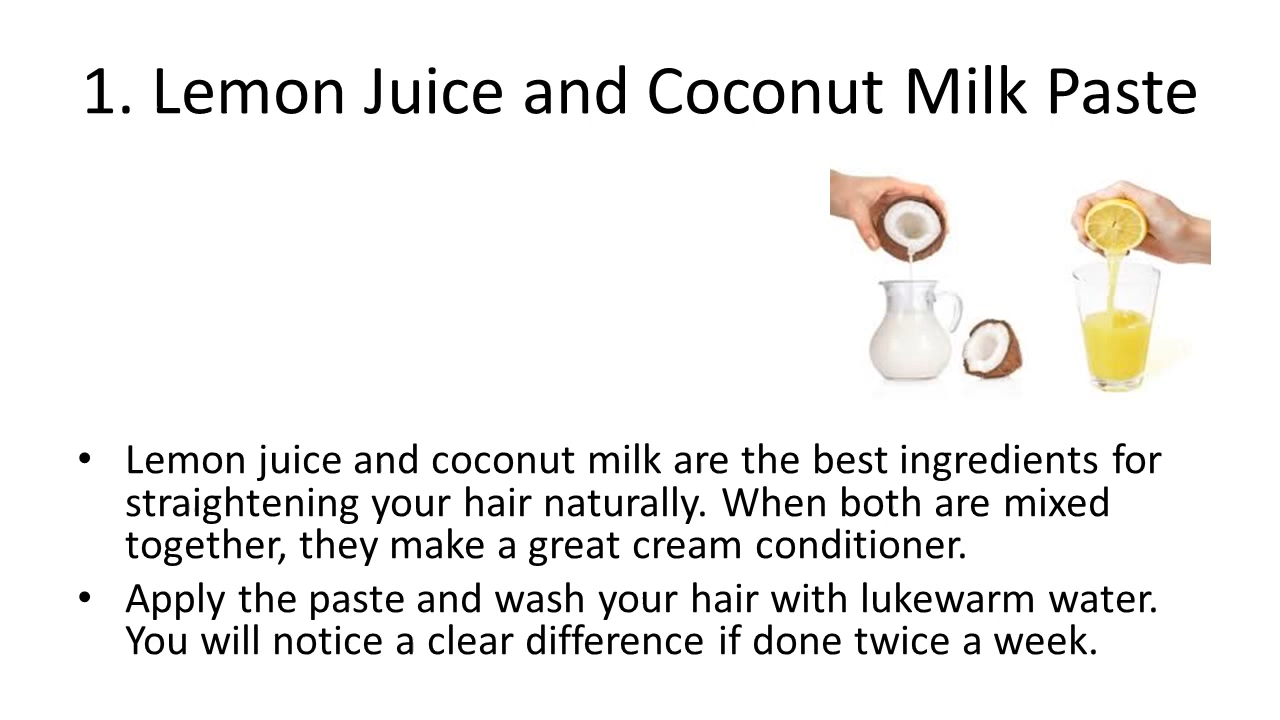 1. Lemon Juice and Coconut Milk Paste
• Lemon juice and coconut milk are the best ingredients for
straightening your hair naturally. When both are mixed
together, they make a great cream conditioner.
• Apply the paste and wash your hair with lukewarm water.
You will notice a clear difference if done twice a week.